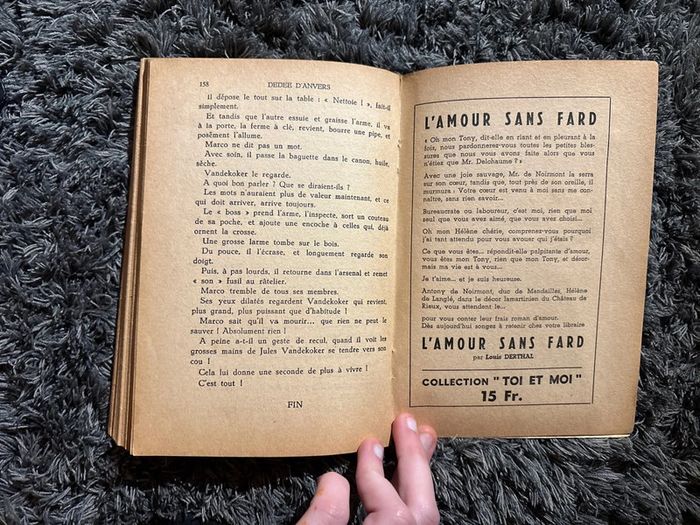 158 DEDEE D'ANVERS
il dépose le tout sur la table : « Nettoie ! », fait-il
simplement.
Et tandis que l'autre essuie et graisse l'arme, il va
à la porte, la ferme à clé, revient, bourre une pipe, et
posément l'allume.
Marco ne dit pas un mot.
Avec soin, il passe la baguette dans le canon, huile,
sèche.
Vandekoker le regarde.
A quoi bon parler ? Que se diraient-ils ?
Les mots n'auraient plus de valeur maintenant, et ce
qui doit arriver, arrive toujours.
Le « boss » prend l'arme, l'inspecte, sort un couteau
de sa poche, et ajoute une encoche à celles qui, déjà
ornent la crosse.
Une grosse larme tombe sur le bois.
Du pouce, il l'écrase, et longuement regarde son
doigt.
Puis, à pas lourds, il retourne dans l'arsenal et remet
« son » fusil au râtelier.
Marco tremble de tous ses membres.
Ses yeux dilatés regardent Vandekoker qui revient,
plus grand, plus puissant que d'habitude !
Marco sait qu'il va mourir... que rien ne peut le
sauver ! Absolument rien !
A peine a-t-il un geste de recul, quand il voit les
grosses mains de Jules Vandekoker se tendre vers son
cou !
Cela lui donne une seconde de plus à vivre !
C'est tout !
FIN
L'AMOUR SANS FARD
« Oh mon Tony, dit-elle en riant et en pleurant à la
fois, nous pardonnerez-vous toutes les petites bles-
sures que nous vous avons faite alors que vous
n'étiez que Mr. Delchaume ? »
Avec une joie sauvage, Mr. de Noirmont la serra
sur son cœur, tandis que, tout près de son oreille, il
murmura : Votre cœur est venu à moi sans me con-
naître, sans rien savoir...
Bureaucrate ou laboureur, c'est moi, rien que moi
seul que vous avez aimé, que vous avez choisi...
Oh mon Hélène chérie, comprenez-vous pourquoi
j'ai tant attendu pour vous avouer qui j'étais ?
Ce que vous êtes... répondit-elle palpitante d'amour,
vous êtes mon Tony, rien que mon Tony, et désor-
mais ma vie est à vous...
Je t'aime... et je suis heureuse.
Antony de Noirmont, duc de Mandailles, Hélène
de Langlé, dans le décor lamartinien du Château de
Rieux, vous attendent le...
pour vous conter leur frais roman d'amour.
Dès aujourd'hui songez à retenir chez votre libraire
L'AMOUR SANS FARD
par Louis DERTHAL
COLLECTION "TOI ET MOI"
15 Fr.